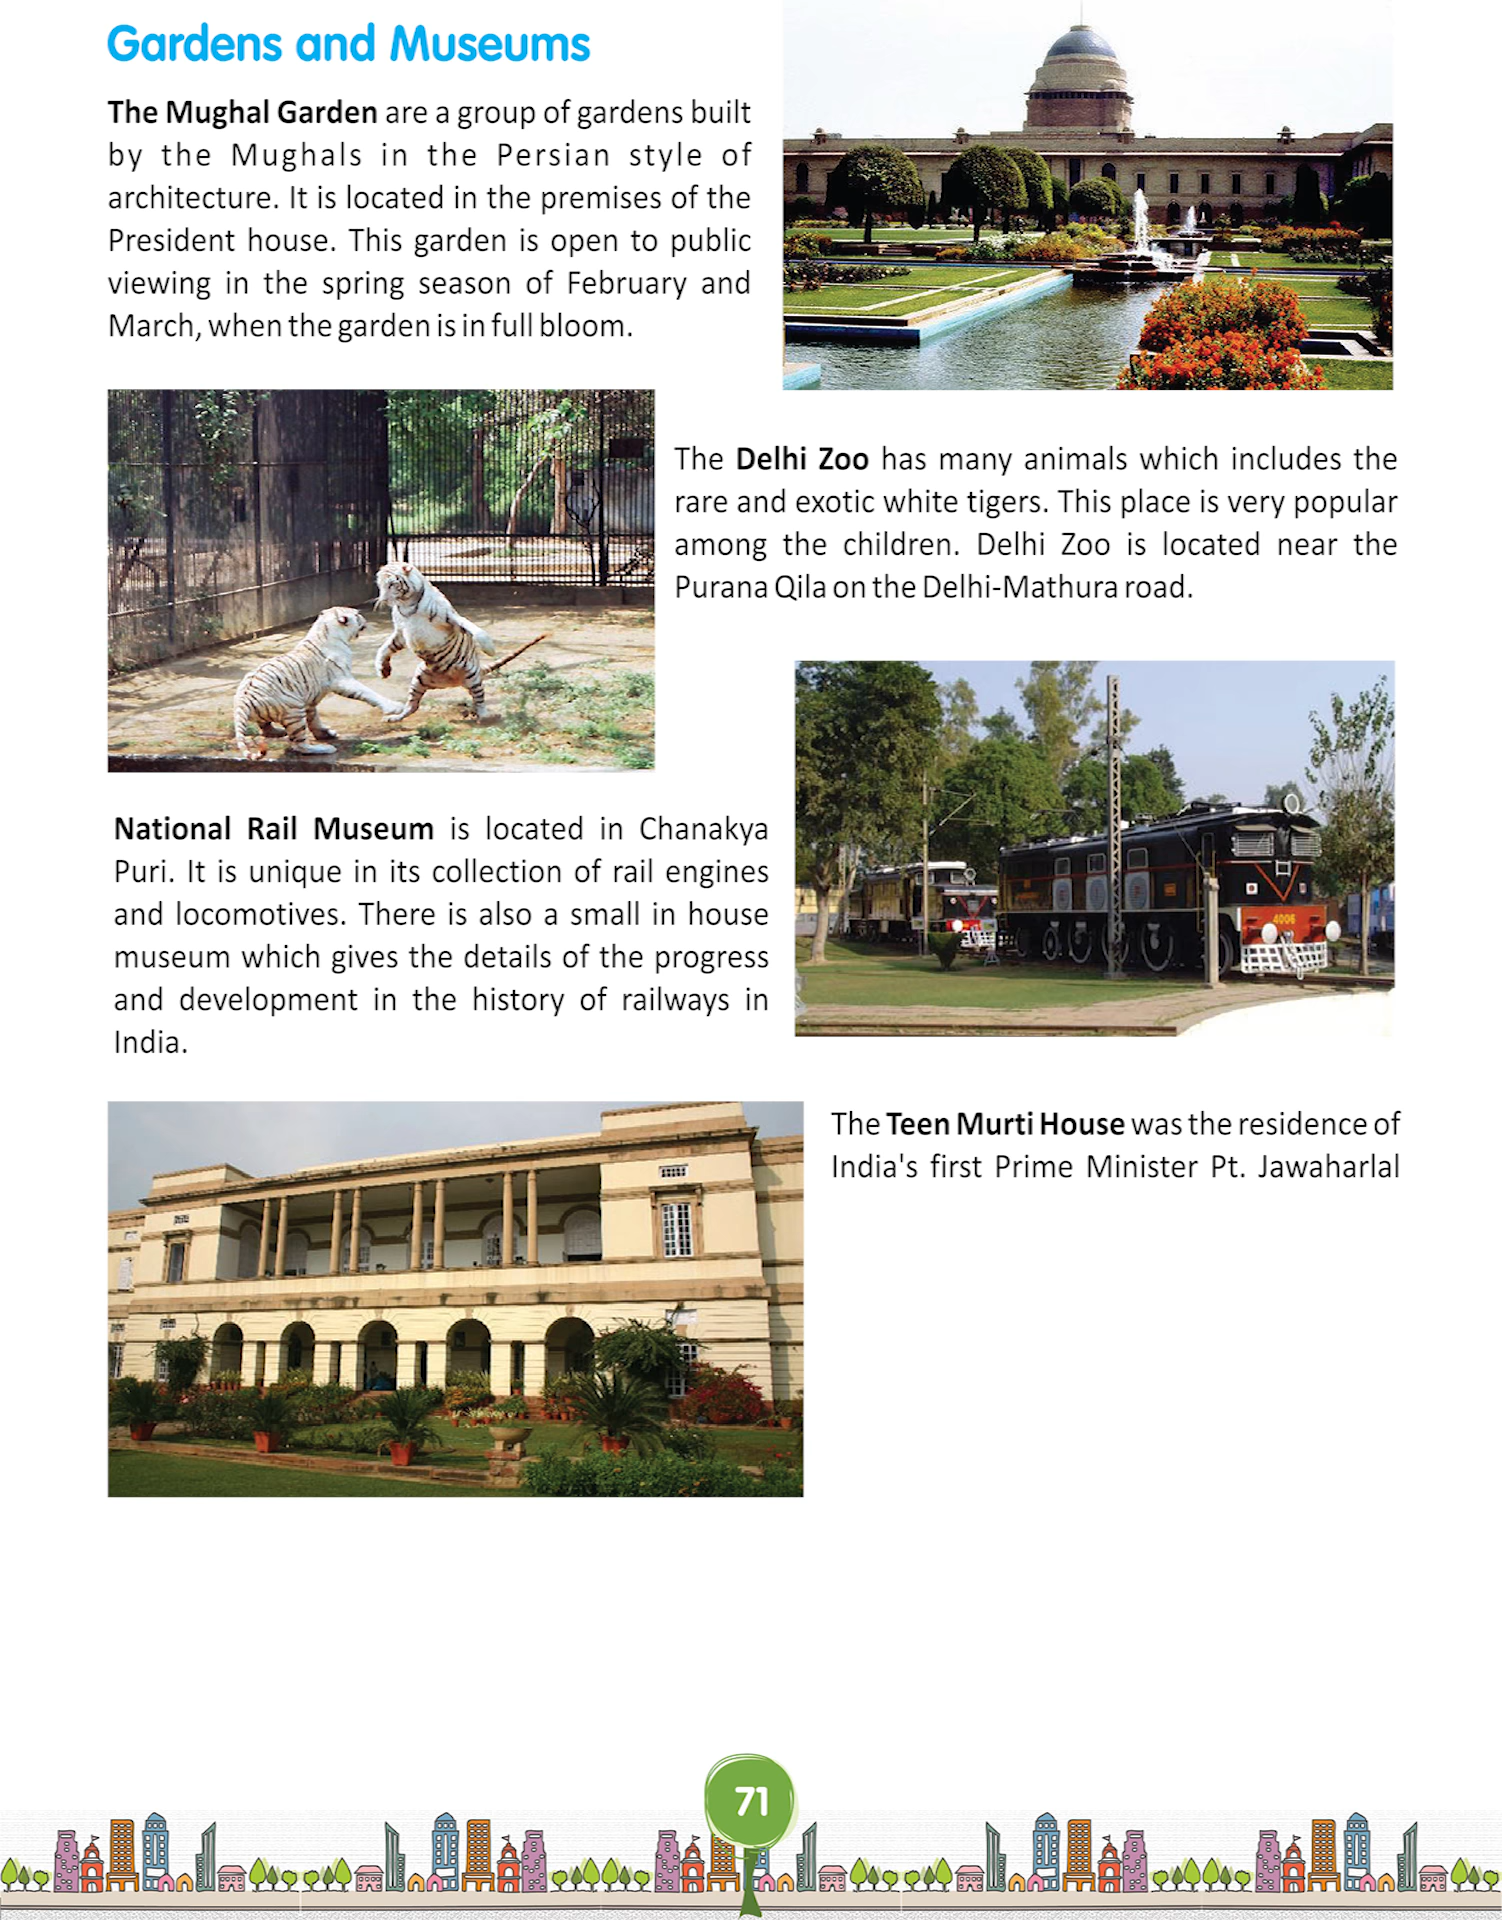 Gardens and Museums
The Mughal Garden are a group of gardens built
by the Mughals in the Persian style of
architecture. It is located in the premises of the
President house. This garden is open to public
viewing in the spring season of February and
March, when the garden is in full bloom.
The Delhi Zoo has many animals which includes the
rare and exotic white tigers. This place is very popular
among the children. Delhi Zoo is located near the
Purana Qila on the Delhi-Mathura road.
National Rail Museum is located in Chanakya
Puri. It is unique in its collection of rail engines
and locomotives. There is also a small in house
museum which gives the details of the progress
and development in the history of railways in
India.
4006
The Teen Murti House was the residence of
India's first Prime Minister Pt. Jawaharlal
71